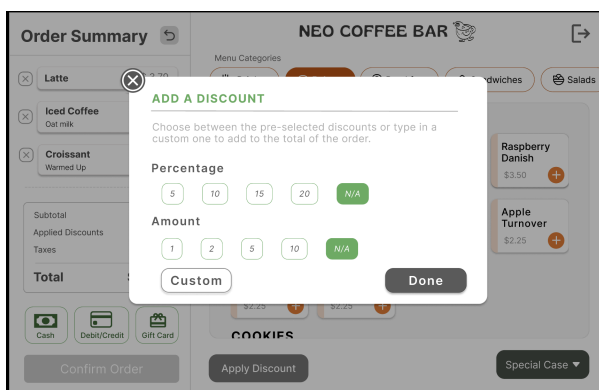 Order Summary
NEO COFFEE BAR
Menu Categories
Latte
Sandwiches
Salads
Iced Coffee
Oat milk
Croissant
Warmed Up
ADD A DISCOUNT
Choose between the pre-selected discounts or type in a
custom one to add to the total of the order.
Percentage
5 10 15 20 N/A
Amount
1 2 5 10 N/A
Custom
Done
Raspberry
Danish
$3.50
Apple
Turnover
$2.25
Subtotal
Applied Discounts
Taxes
Total
$2.25 $2.25
COOKIES
Cash
Debit/Credit
Gift Card
Confirm Order
Apply Discount
Special Case